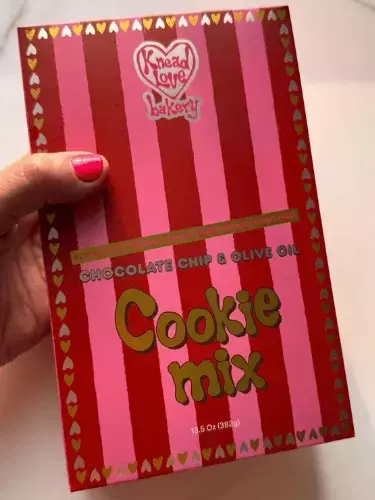 Knead
Love
bakery
CHOCOLATE CHIP & OLIVE OIL
Cookie
mix
13.5 Oz (382g)